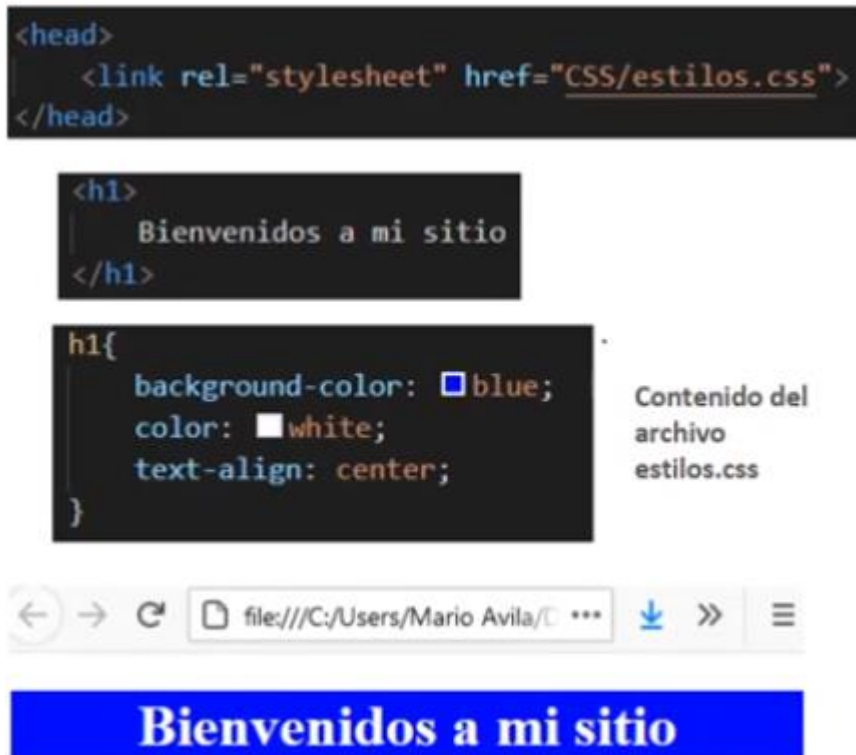 <head>
    <link rel="stylesheet" href="CSS/estilos.css">
</head>
<h1>
    Bienvenidos a mi sitio
</h1>
h1{
    background-color: blue;
    color: white;
    text-align: center;
}
Contenido del
archivo
estilos.css
file:///C:/Users/Mario Avila/D ···
Bienvenidos a mi sitio